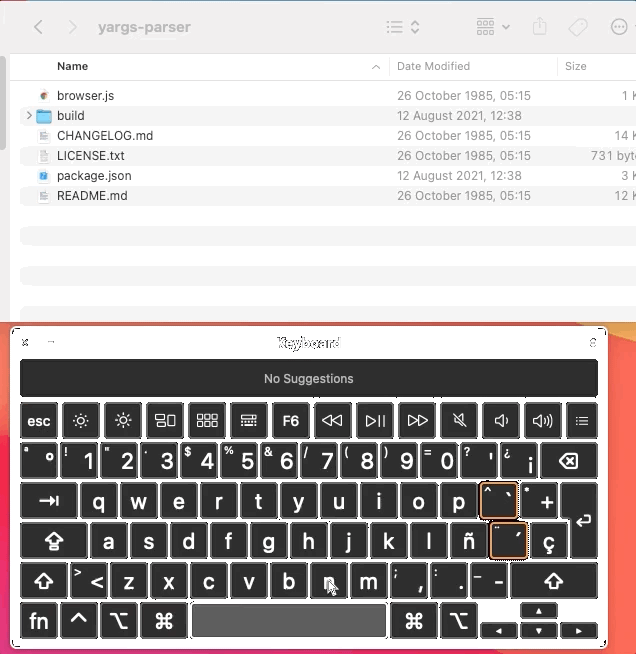 yargs-parser
Name Date Modified Size
browser.js 26 October 1985, 05:15 1 K
build 12 August 2021, 12:38
CHANGELOG.md 26 October 1985, 05:15 14 K
LICENSE.txt 26 October 1985, 05:15 731 byt
package.json 12 August 2021, 12:38 3 K
README.md 26 October 1985, 05:15 12 K
Keyboard
No Suggestions
esc F6
ª º ! 1 " 2 · 3 $ 4 % 5 & 6 / 7 ( 8 ) 9 = 0 ? ' ¿ ¡
q w e r t y u i o p ^ ` * +
a s d f g h j k l ñ ¨ ´ ç
> < z x c v b n m ; , : . _ -
fn